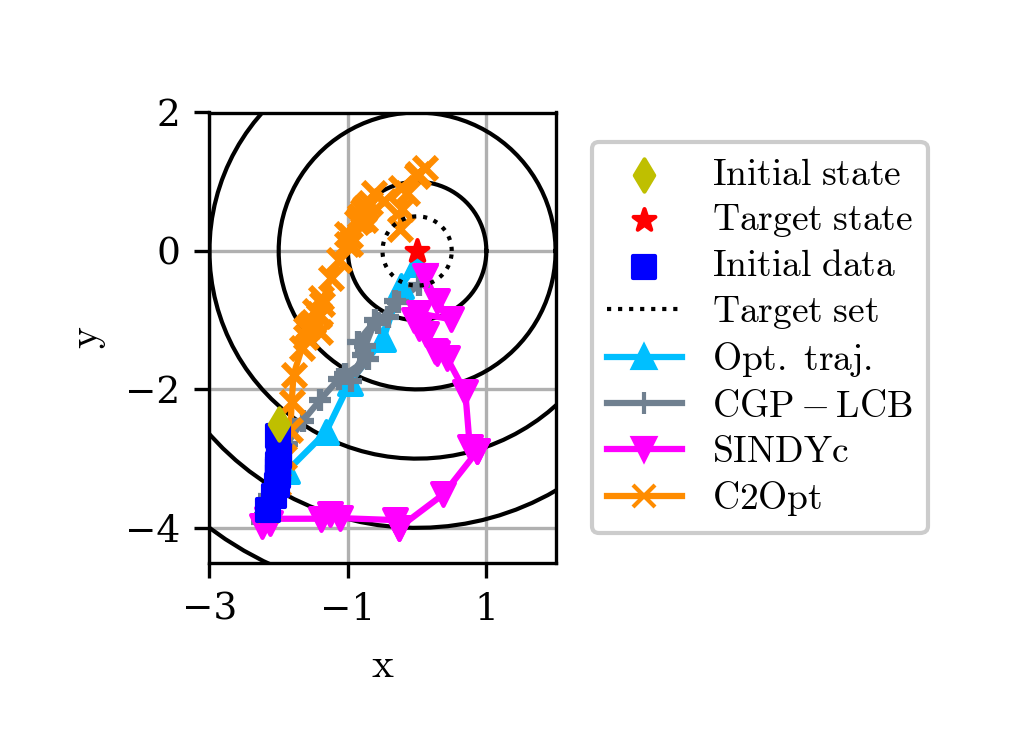 2
0
−2
−4
y
−3
−1
1
x
Initial state
Target state
Initial data
Target set
Opt. traj.
CGP − LCB
SINDYc
C2Opt